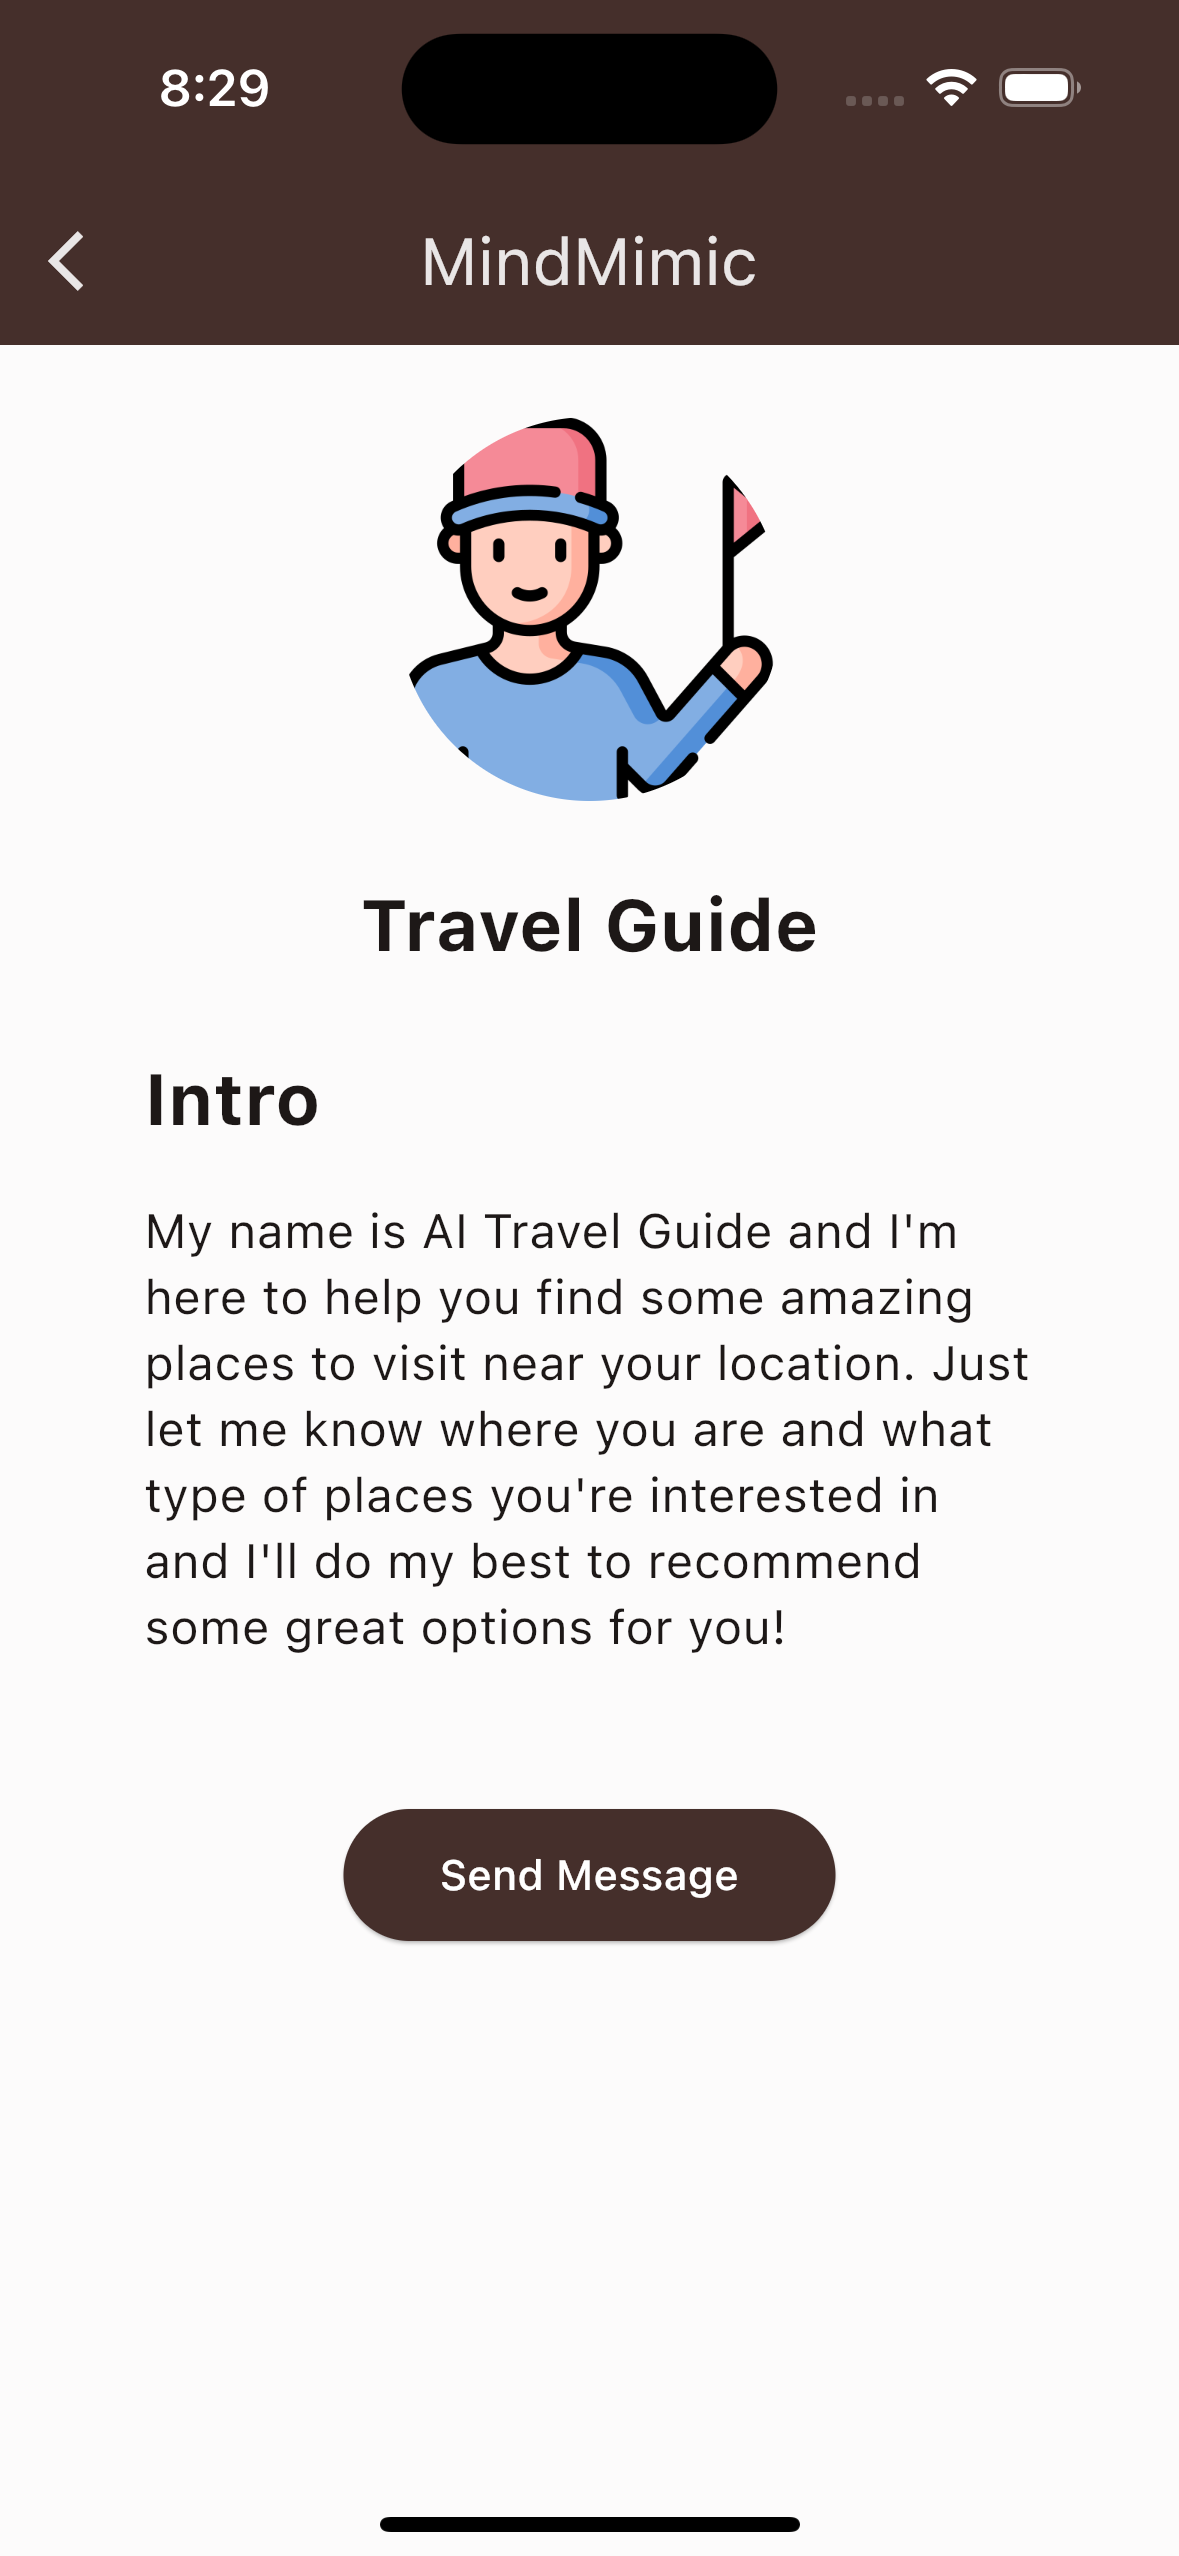 8:29
MindMimic
Travel Guide
Intro
My name is AI Travel Guide and I'm
here to help you find some amazing
places to visit near your location. Just
let me know where you are and what
type of places you're interested in
and I'll do my best to recommend
some great options for you!
Send Message